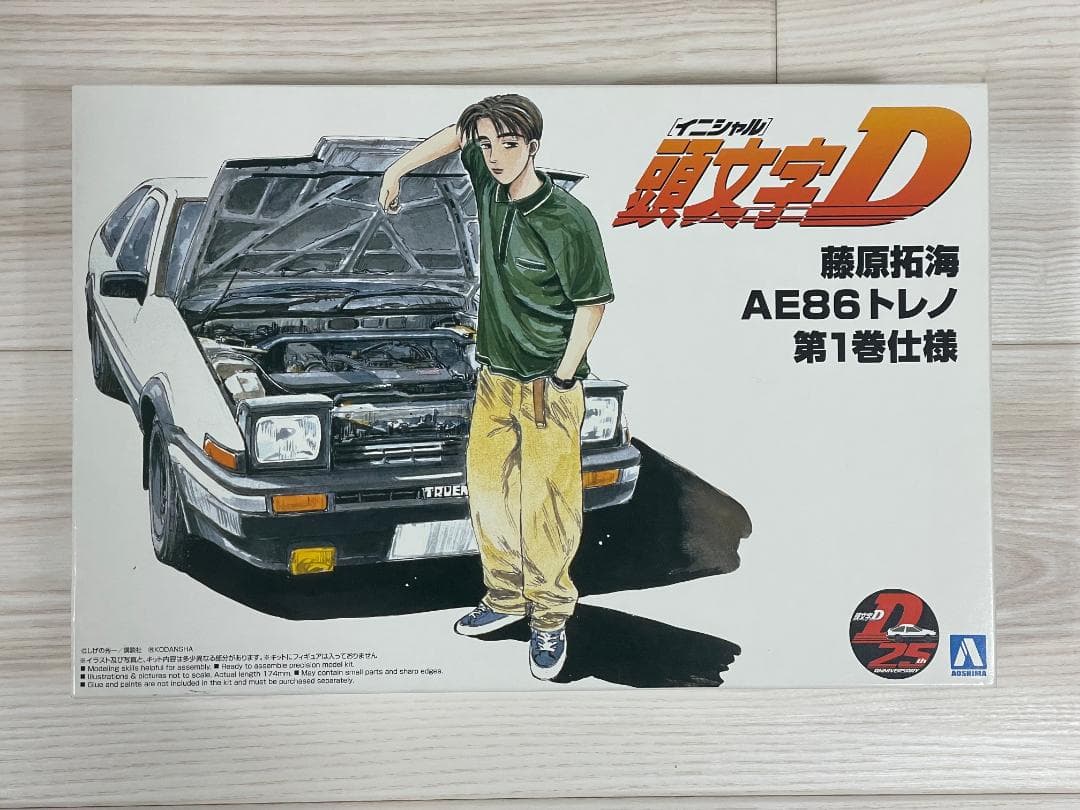 [イニシャル]
頭文字D
藤原拓海
AE86トレノ
第1巻仕様
TRUEN
©しげの秀一/講談社 ⓇKODANSHA
※イラスト及び写真と、キット内容は多少異なる部分があります。※キットにフィギュアは入っておりません
■ Modeling skills helpful for assembly. ■ Ready to assemble precision model kit.
■ Illustrations & pictures not to scale. Actual length 174mm. ■ May contain small parts and sharp edges.
■ Glue and paints are not included in the kit and must be purchased separately.
頭文字D
25th
ANNIVERSARY
AOSHIMA